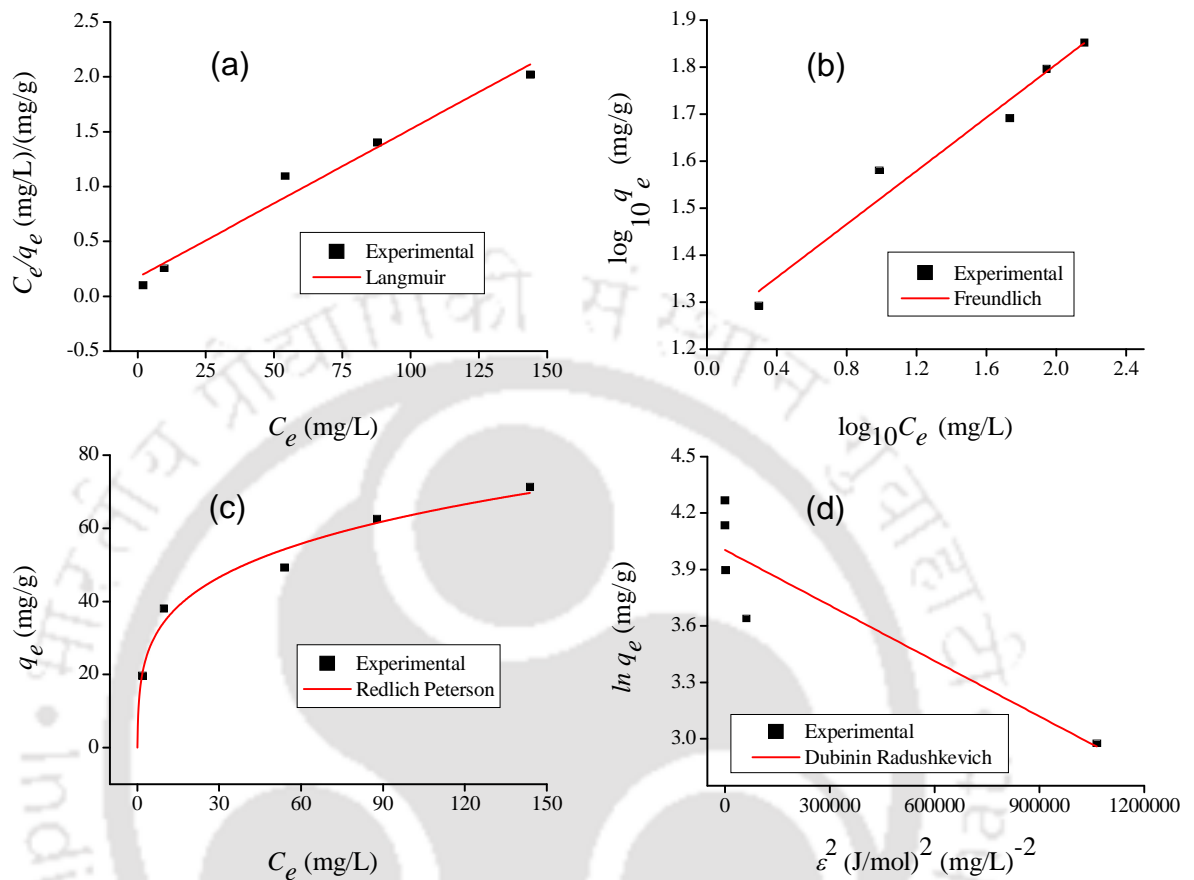 (a)
C_e/q_e (mg/L)/(mg/g)
2.5
2.0
1.5
1.0
0.5
0.0
-0.5
Experimental
Langmuir
0 25 50 75 100 125 150
C_e (mg/L)
(b)
log10 q_e (mg/g)
1.9
1.8
1.7
1.6
1.5
1.4
1.3
1.2
Experimental
Freundlich
0.0 0.4 0.8 1.2 1.6 2.0 2.4
log10C_e (mg/L)
(c)
q_e (mg/g)
80
60
40
20
0
Experimental
Redlich Peterson
0 30 60 90 120 150
C_e (mg/L)
(d)
ln q_e (mg/g)
4.5
4.2
3.9
3.6
3.3
3.0
Experimental
Dubinin Radushkevich
0 300000 600000 900000 1200000
ε² (J/mol)² (mg/L)⁻²